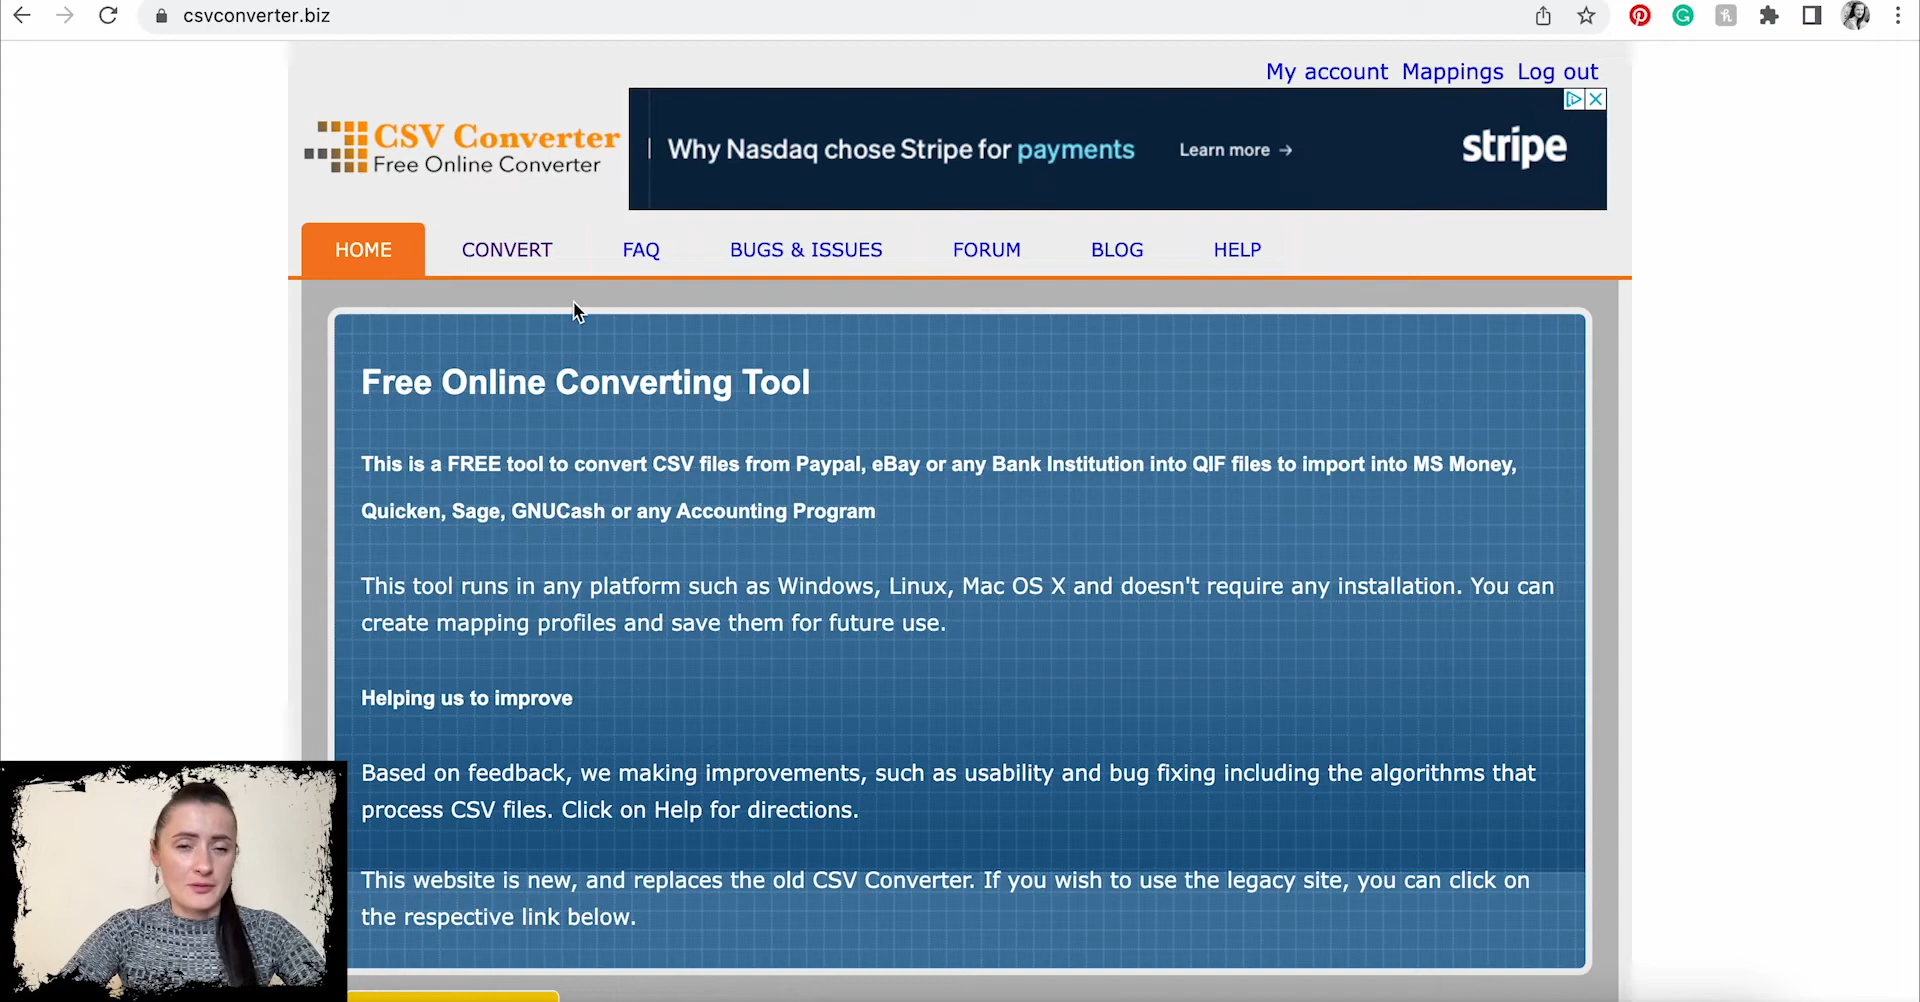 csvconverter.biz
My account Mappings Log out
CSV Converter
Free Online Converter
Why Nasdaq chose Stripe for payments
Learn more →
stripe
HOME CONVERT FAQ BUGS & ISSUES FORUM BLOG HELP
Free Online Converting Tool
This is a FREE tool to convert CSV files from Paypal, eBay or any Bank Institution into QIF files to import into MS Money,
Quicken, Sage, GNUCash or any Accounting Program
This tool runs in any platform such as Windows, Linux, Mac OS X and doesn't require any installation. You can
create mapping profiles and save them for future use.
Helping us to improve
Based on feedback, we making improvements, such as usability and bug fixing including the algorithms that
process CSV files. Click on Help for directions.
This website is new, and replaces the old CSV Converter. If you wish to use the legacy site, you can click on
the respective link below.